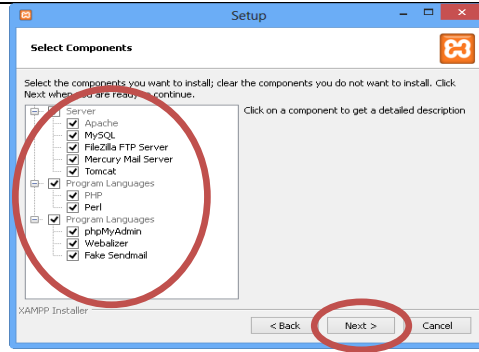 Setup
Select Components
Select the components you want to install; clear the components you do not want to install. Click
Next when you are ready to continue.
Server
Apache
MySQL
FileZilla FTP Server
Mercury Mail Server
Tomcat
Program Languages
PHP
Perl
Program Languages
phpMyAdmin
Webalizer
Fake Sendmail
Click on a component to get a detailed description
XAMPP Installer
< Back
Next >
Cancel